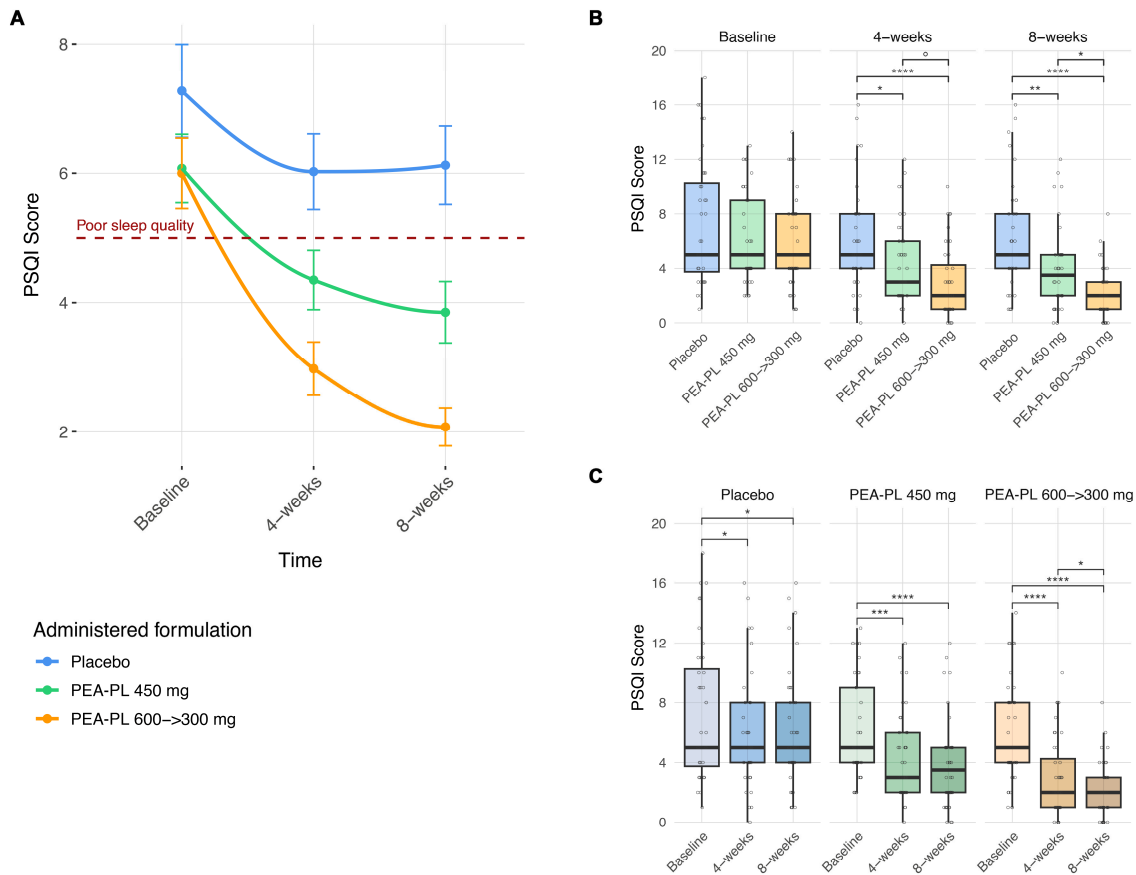 A
8
6
4
2
PSQI Score
Poor sleep quality
Baseline
4−weeks
8−weeks
Time
Administered formulation
Placebo
PEA-PL 450 mg
PEA-PL 600−>300 mg
B
Baseline
4−weeks
8−weeks
20
16
12
8
4
0
PSQI Score
*
****
°
**
****
*
Placebo
PEA-PL 450 mg
PEA-PL 600−>300 mg
Placebo
PEA-PL 450 mg
PEA-PL 600−>300 mg
Placebo
PEA-PL 450 mg
PEA-PL 600−>300 mg
C
Placebo
PEA-PL 450 mg
PEA-PL 600−>300 mg
20
16
12
8
4
0
PSQI Score
*
*
***
****
****
****
*
Baseline
4−weeks
8−weeks
Baseline
4−weeks
8−weeks
Baseline
4−weeks
8−weeks